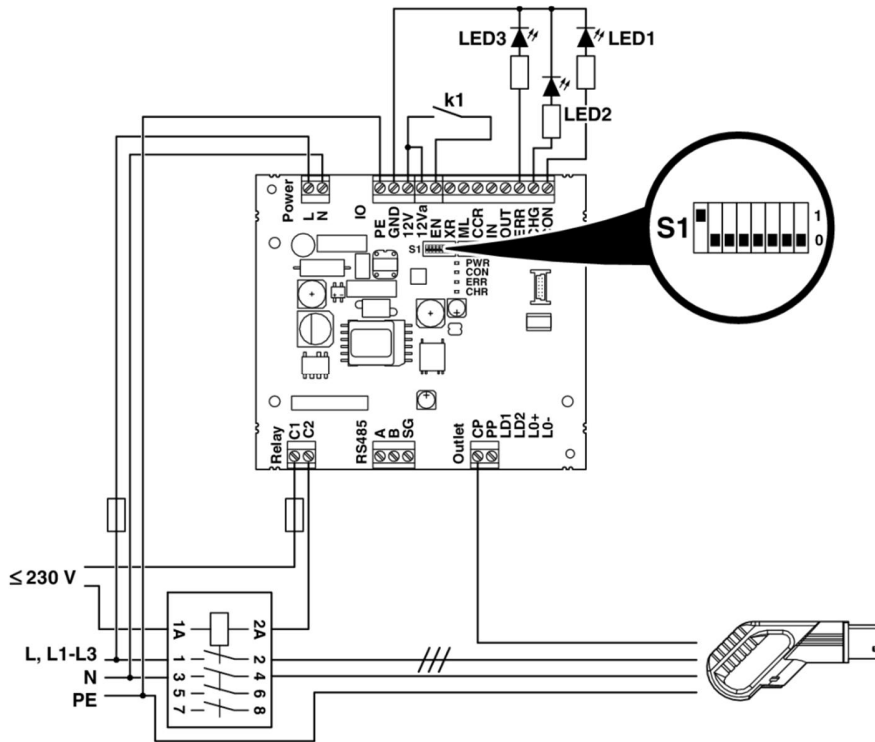 LED3
LED1
k1
LED2
Power
L
N
IO
PE
GND
12V
12Va
EN
XR
ML
CCR
IN
OUT
ERR
CHG
CON
S1
PWR
CON
ERR
CHR
S1
1
0
Relay
C1
C2
RS485
A
B
SG
Outlet
CP
PP
LD1
LD2
L0+
L0-
≤ 230 V
1A
2A
L, L1-L3
1
2
N
3
4
PE
5
6
7
8